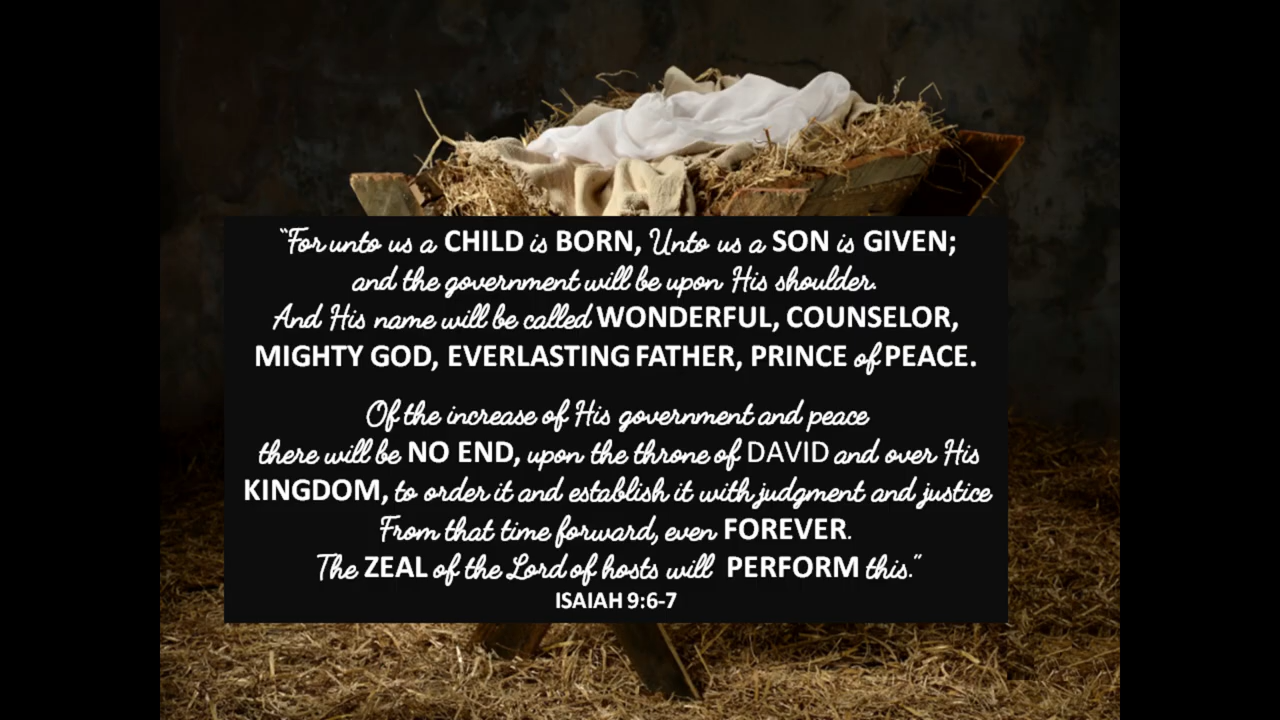 “For unto us a CHILD is BORN, Unto us a SON is GIVEN;
and the government will be upon His shoulder.
And His name will be called WONDERFUL, COUNSELOR,
MIGHTY GOD, EVERLASTING FATHER, PRINCE of PEACE.
Of the increase of His government and peace
there will be NO END, upon the throne of DAVID and over His
KINGDOM, to order it and establish it with judgment and justice
From that time forward, even FOREVER.
The ZEAL of the Lord of hosts will PERFORM this.”
ISAIAH 9:6-7